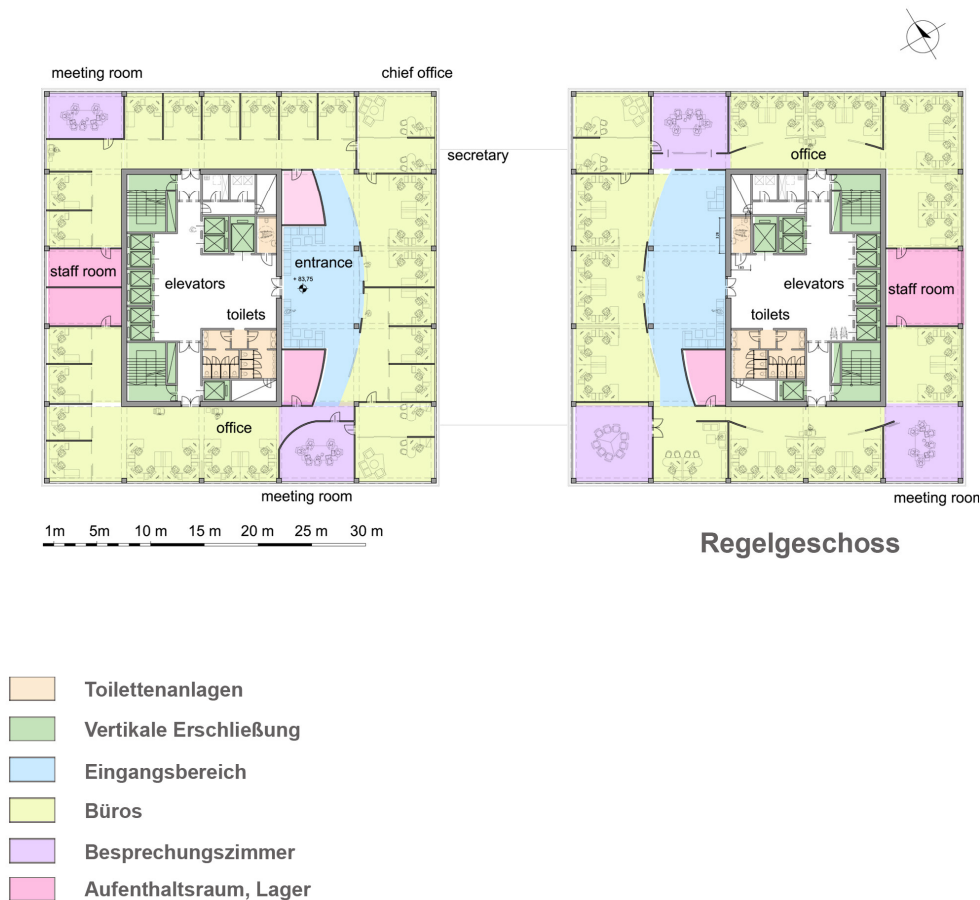 meeting room
chief office
secretary
office
staff room
elevators
entrance
+ 83,75
toilets
elevators
staff room
toilets
office
meeting room
meeting room
1m 5m 10 m 15 m 20 m 25 m 30 m
Regelgeschoss
Toilettenanlagen
Vertikale Erschließung
Eingangsbereich
Büros
Besprechungszimmer
Aufenthaltsraum, Lager